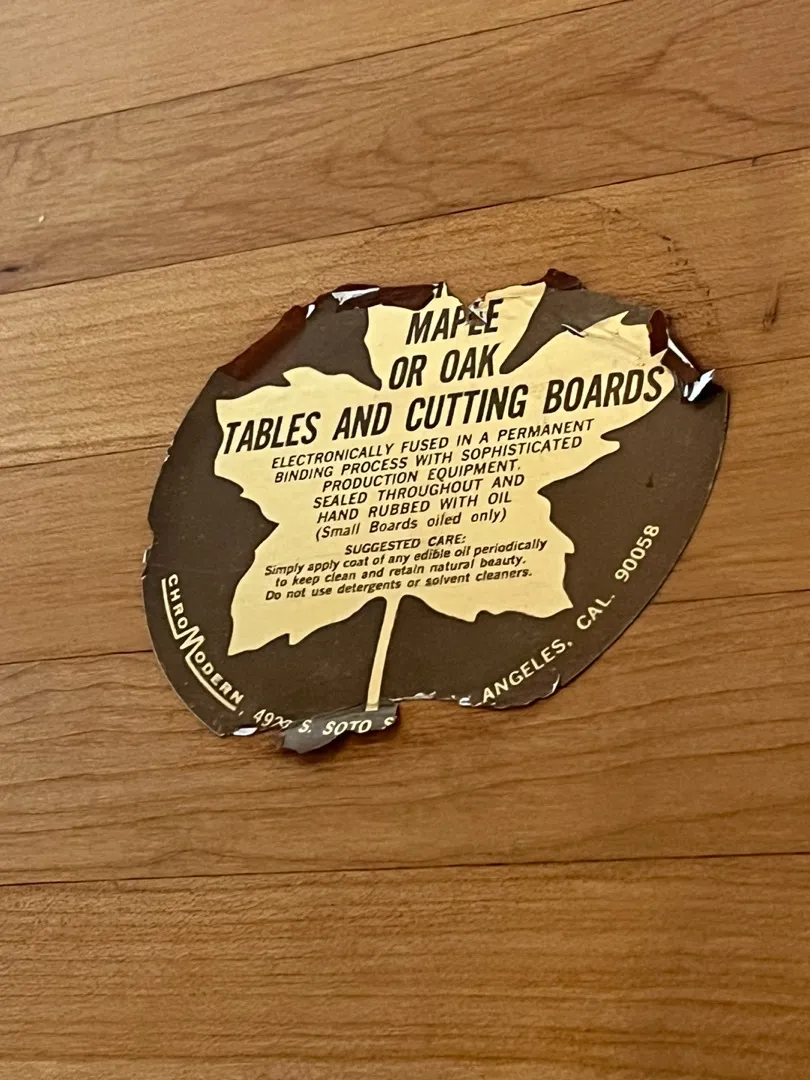 MAPLE
OR OAK
TABLES AND CUTTING BOARDS
ELECTRONICALLY FUSED IN A PERMANENT
BINDING PROCESS WITH SOPHISTICATED
PRODUCTION EQUIPMENT.
SEALED THROUGHOUT AND
HAND RUBBED WITH OIL
(Small Boards oiled only)
SUGGESTED CARE:
Simply apply coat of any edible oil periodically
to keep clean and retain natural beauty.
Do not use detergents or solvent cleaners.
CHROMODERN, S. SOTO ANGELES, CAL. 90058